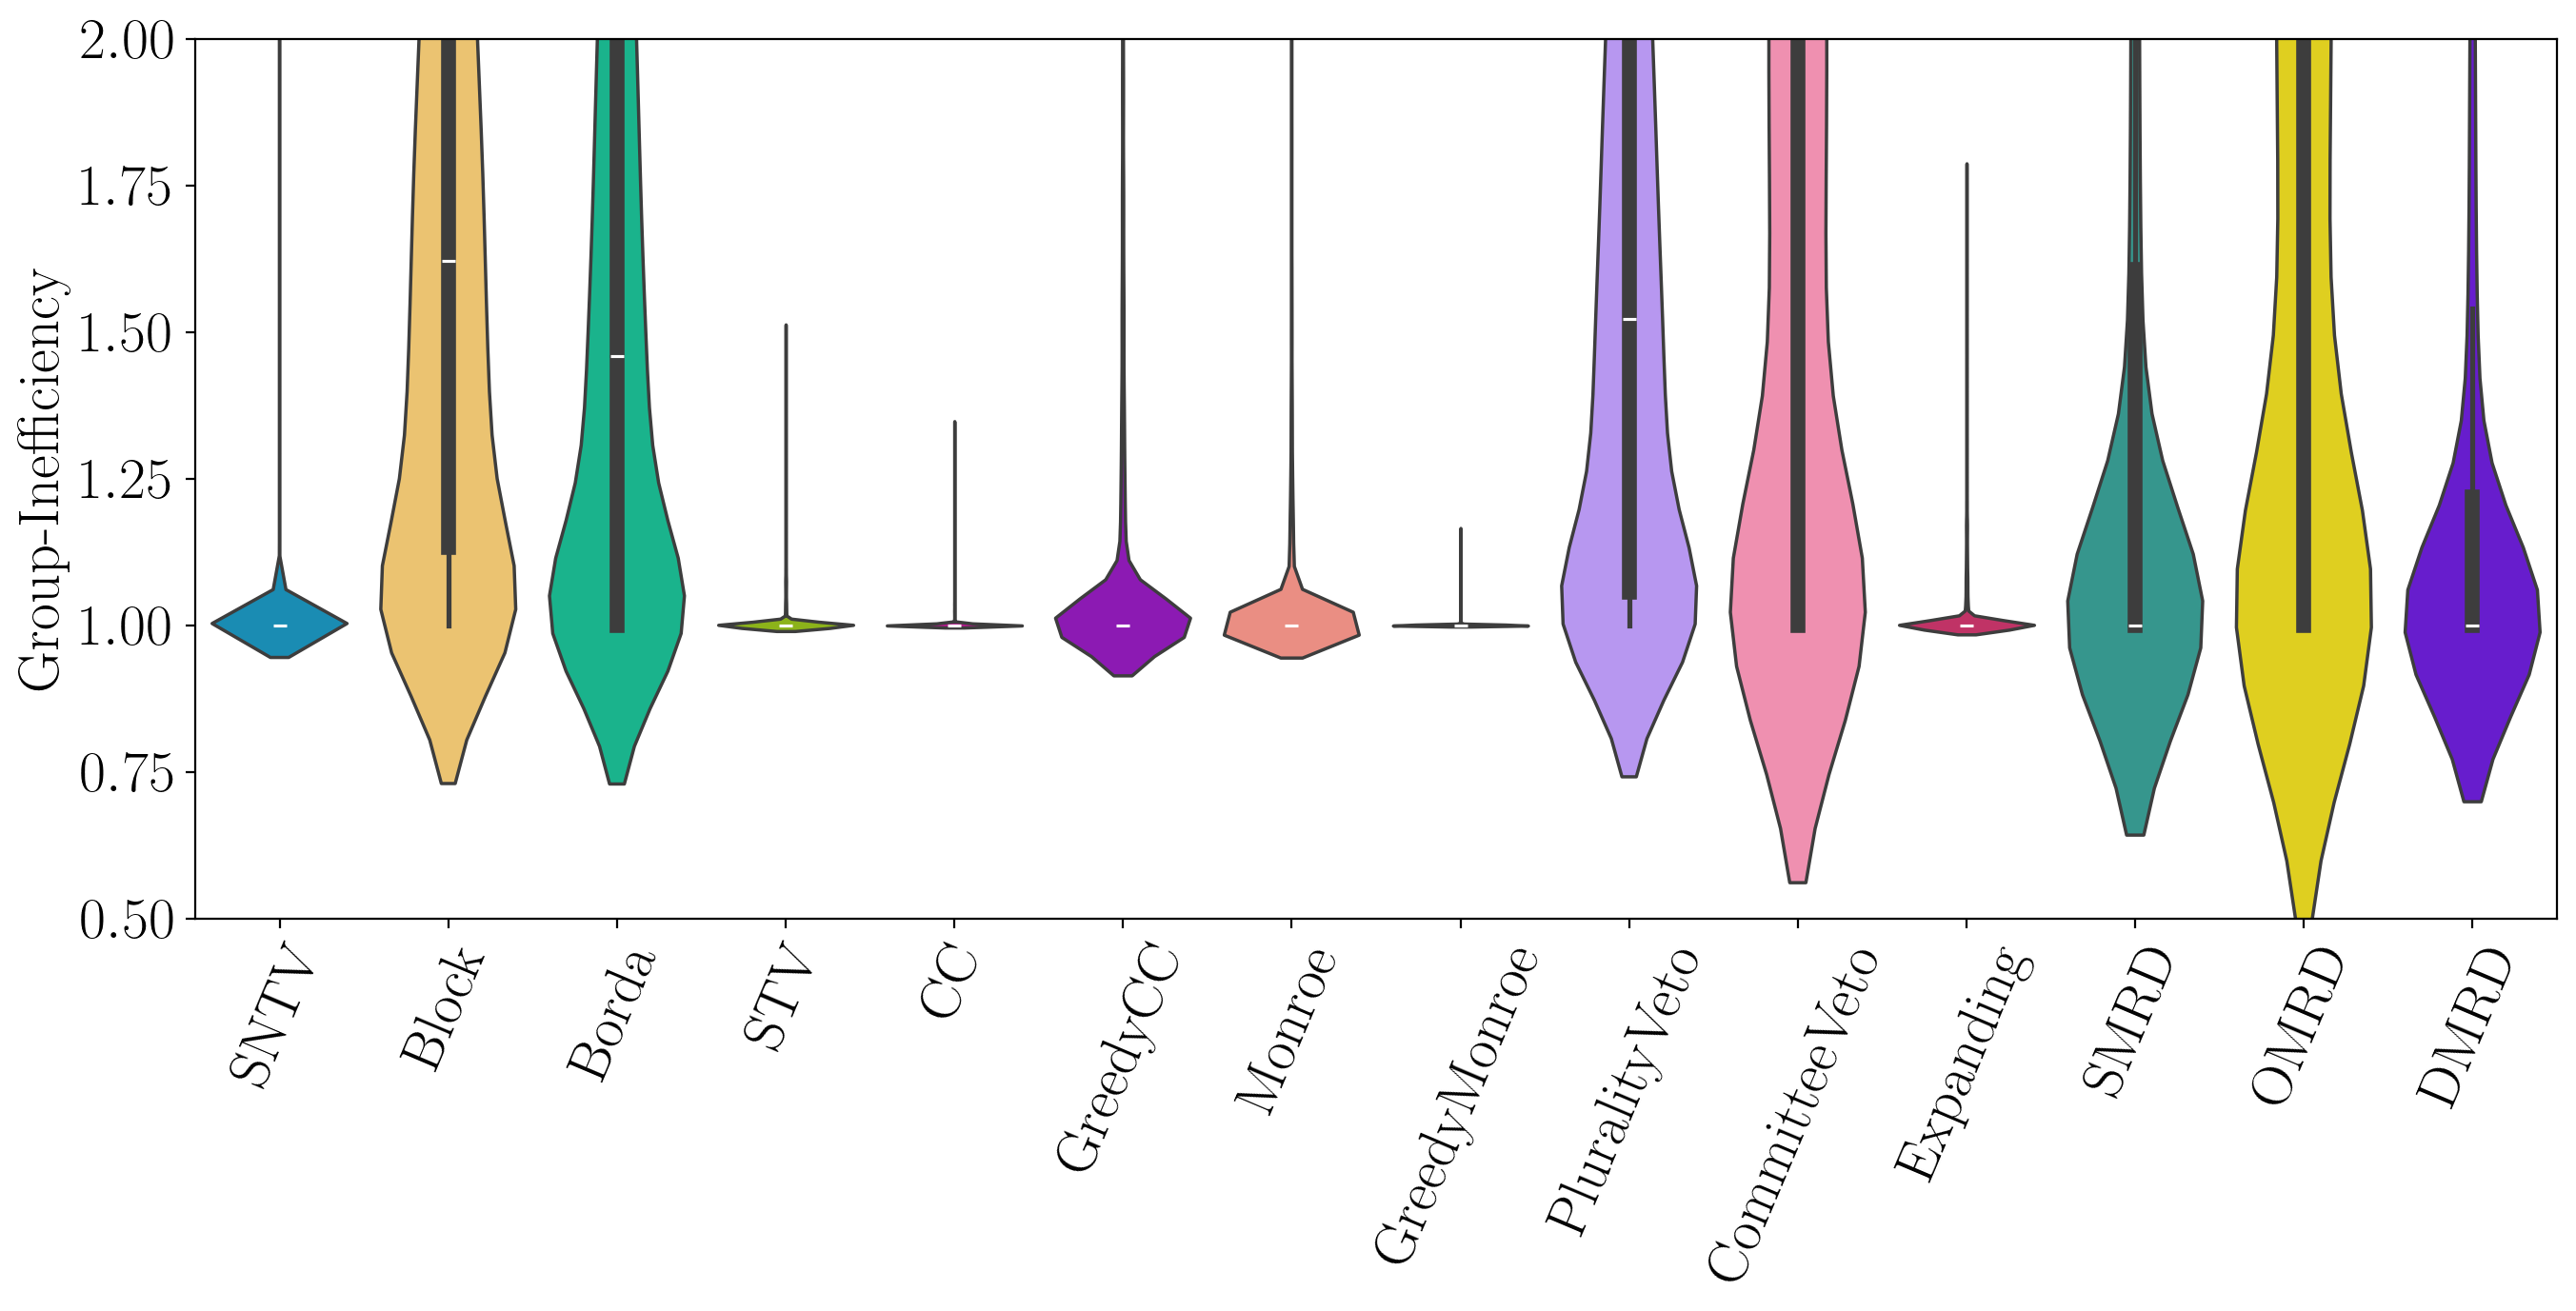 Group-Inefficiency
2.00
1.75
1.50
1.25
1.00
0.75
0.50
SNTV
Block
Borda
STV
CC
GreedyCC
Monroe
GreedyMonroe
PluralityVeto
CommitteeVeto
Expanding
SMRD
OMRD
DMRD